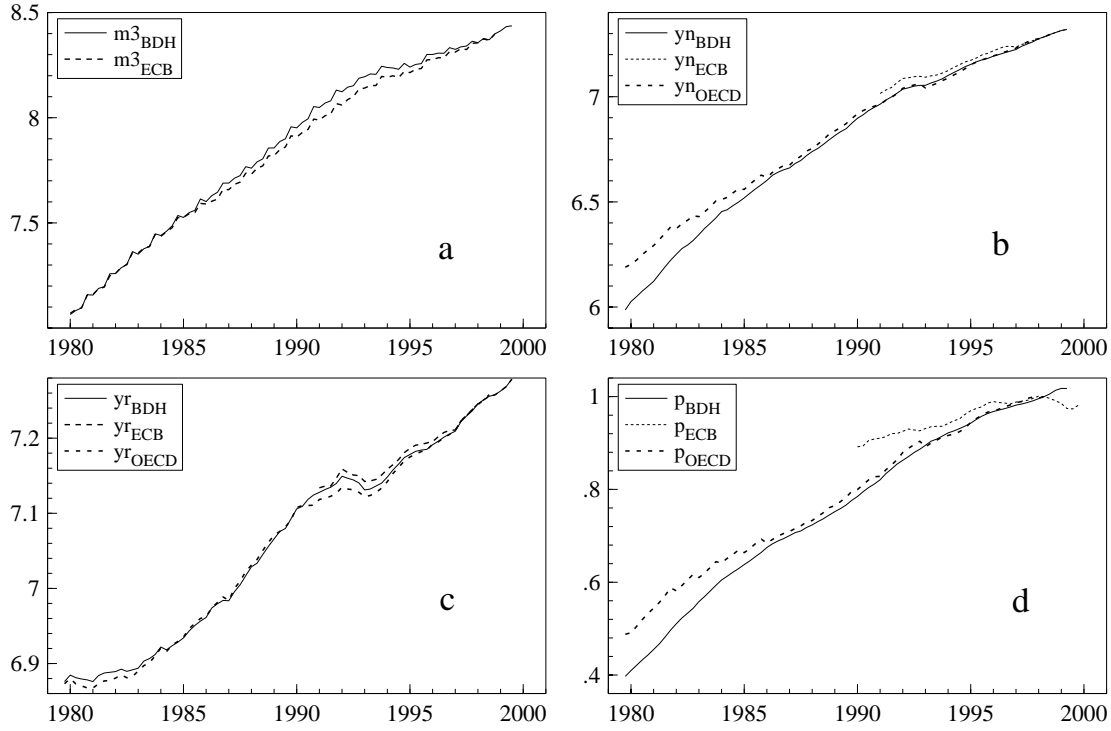 8.5
8
7.5
m3BDH
m3ECB
a
1980 1985 1990 1995 2000
7
6.5
6
ynBDH
ynECB
ynOECD
b
1980 1985 1990 1995 2000
7.2
7.1
7
6.9
yrBDH
yrECB
yrOECD
c
1980 1985 1990 1995 2000
1
.8
.6
.4
pBDH
pECB
pOECD
d
1980 1985 1990 1995 2000